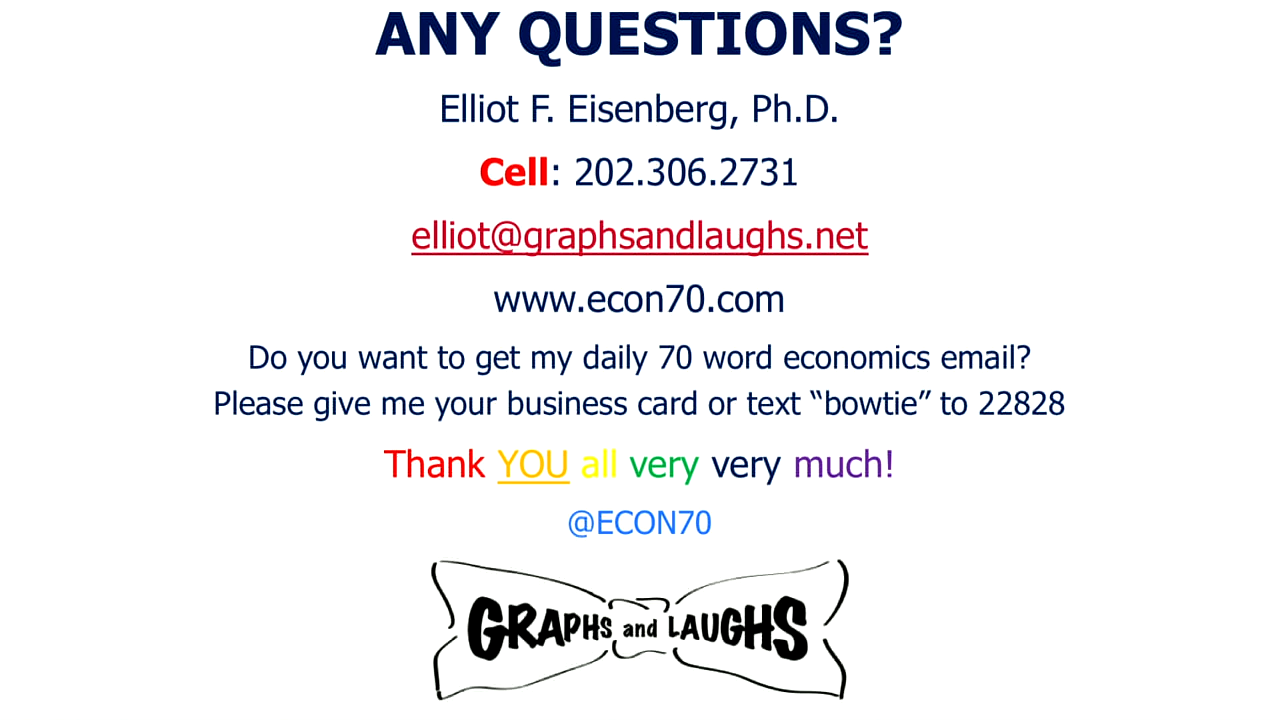 ANY QUESTIONS?
Elliot F. Eisenberg, Ph.D.
Cell: 202.306.2731
elliot@graphsandlaughs.net
www.econ70.com
Do you want to get my daily 70 word economics email?
Please give me your business card or text “bowtie” to 22828
Thank YOU all very very much!
@ECON70
GRAPHS and LAUGHS